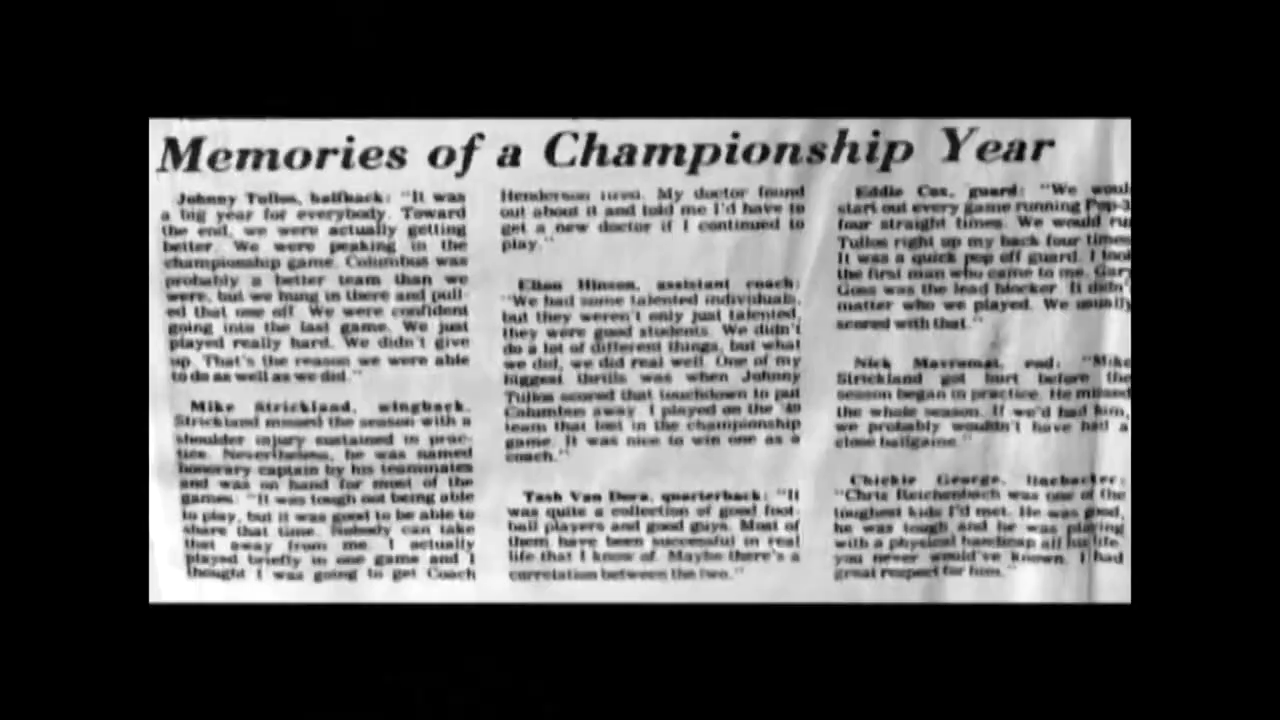 Memories of a Championship Year
Johnny Tullos, halfback: "It was
a big year for everybody. Toward
the end, we were actually getting
better. We were peaking in the
championship game. Columbus was
probably a better team than we
were, but we hung in there and pull-
ed that one off. We were confident
going into the last game. We just
played really hard. We didn't give
up. That's the reason we were able
to do as well as we did."
Mike Strickland, wingback.
Strickland missed the season with a
shoulder injury sustained in prac-
tice. Nevertheless, he was named
honorary captain by his teammates
and was on hand for most of the
games: "It was tough not being able
to play, but it was good to be able to
share that time. Nobody can take
that away from me. I actually
played briefly in one game and I
thought I was going to get Coach
Henderson fired. My doctor found
out about it and told me I'd have to
get a new doctor if I continued to
play."
Hinson, assistant coach:
"We had some talented individuals,
but they weren't only just talented,
they were good students. We didn't
do a lot of different things, but what
we did, we did real well. One of my
biggest thrills was when Johnny
Tullos scored that touchdown to put
Columbus away. I played on the
team that lost in the championship
game. It was nice to win one as a
coach."
Tash Van Dora, quarterback: "It
was quite a collection of good foot-
ball players and good guys. Most of
them have been successful in real
life that I know of. Maybe there's a
correlation between the two."
Eddie Cox, guard: "We woul
start out every game running Pop-3
four straight times. We would ru
Tullos right up my back four times
It was a quick pop off guard. I took
the first man who came to me. Gary
Goss was the lead blocker. It didn'
matter who we played. We usually
scored with that."
Nick Mavromat, end: "Mike
Strickland got hurt before the
season began in practice. He missed
the whole season. If we'd had him,
we probably wouldn't have had a
close ballgame."
Chickie George, linebacker:
"Chris Reichenbach was one of the
toughest kids I'd met. He was good,
he was tough and he was playing
with a physical handicap all his life.
you never would've known. I had
great respect for him."